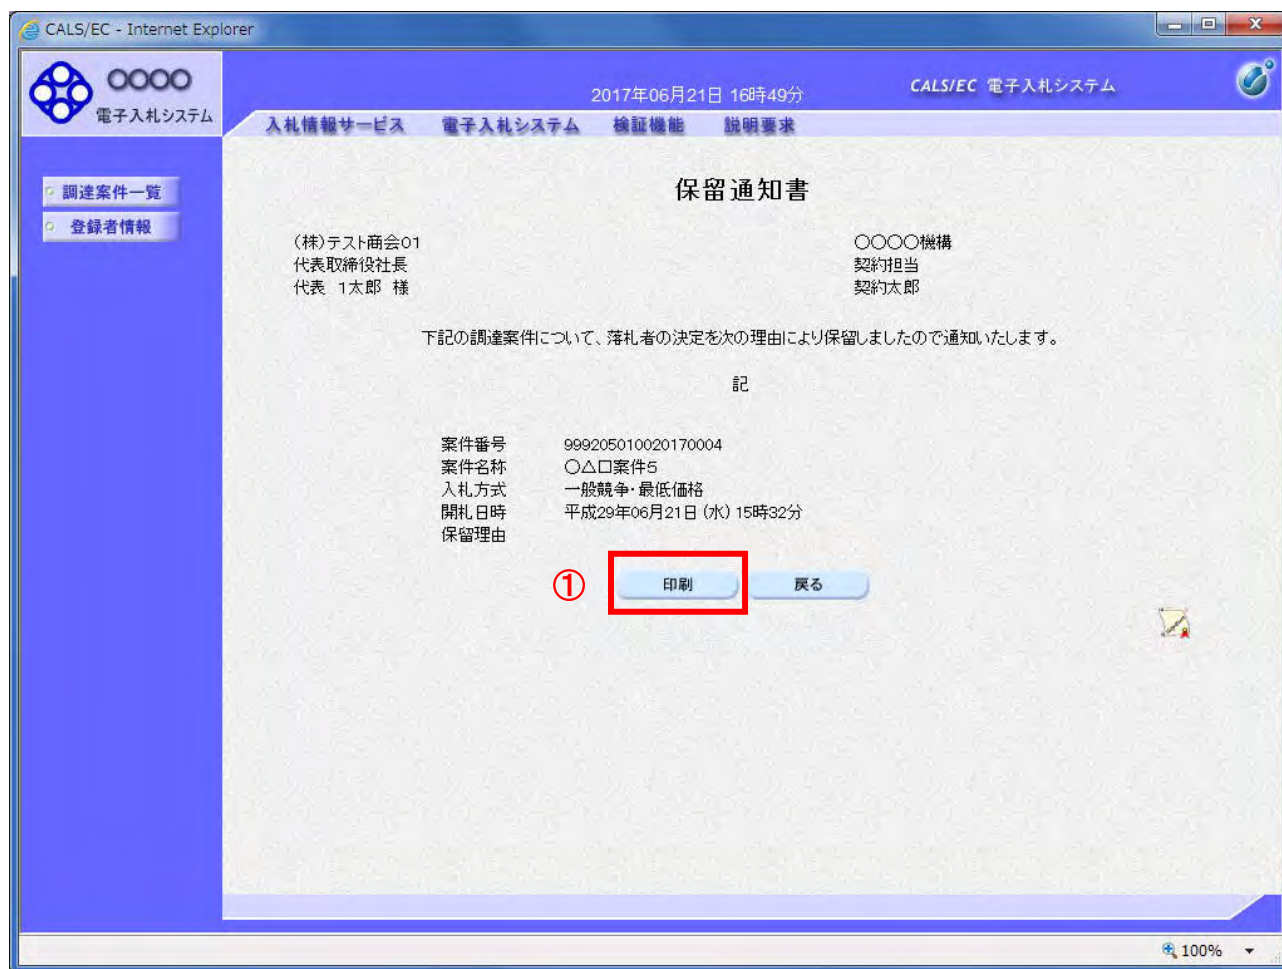 CALS/EC - Internet Explorer
〇〇〇〇
電子入札システム
2017年06月21日 16時49分
CALS/EC 電子入札システム
入札情報サービス 電子入札システム 検証機能 説明要求
調達案件一覧
登録者情報
保留通知書
(株)テスト商会01
代表取締役社長
代表 1太郎 様
〇〇〇〇機構
契約担当
契約太郎
下記の調達案件について、落札者の決定を次の理由により保留しましたので通知いたします。
記
案件番号 999205010020170004
案件名称 〇△口案件5
入札方式 一般競争・最低価格
開札日時 平成29年06月21日 (水) 15時32分
保留理由
① 印刷 戻る
100%